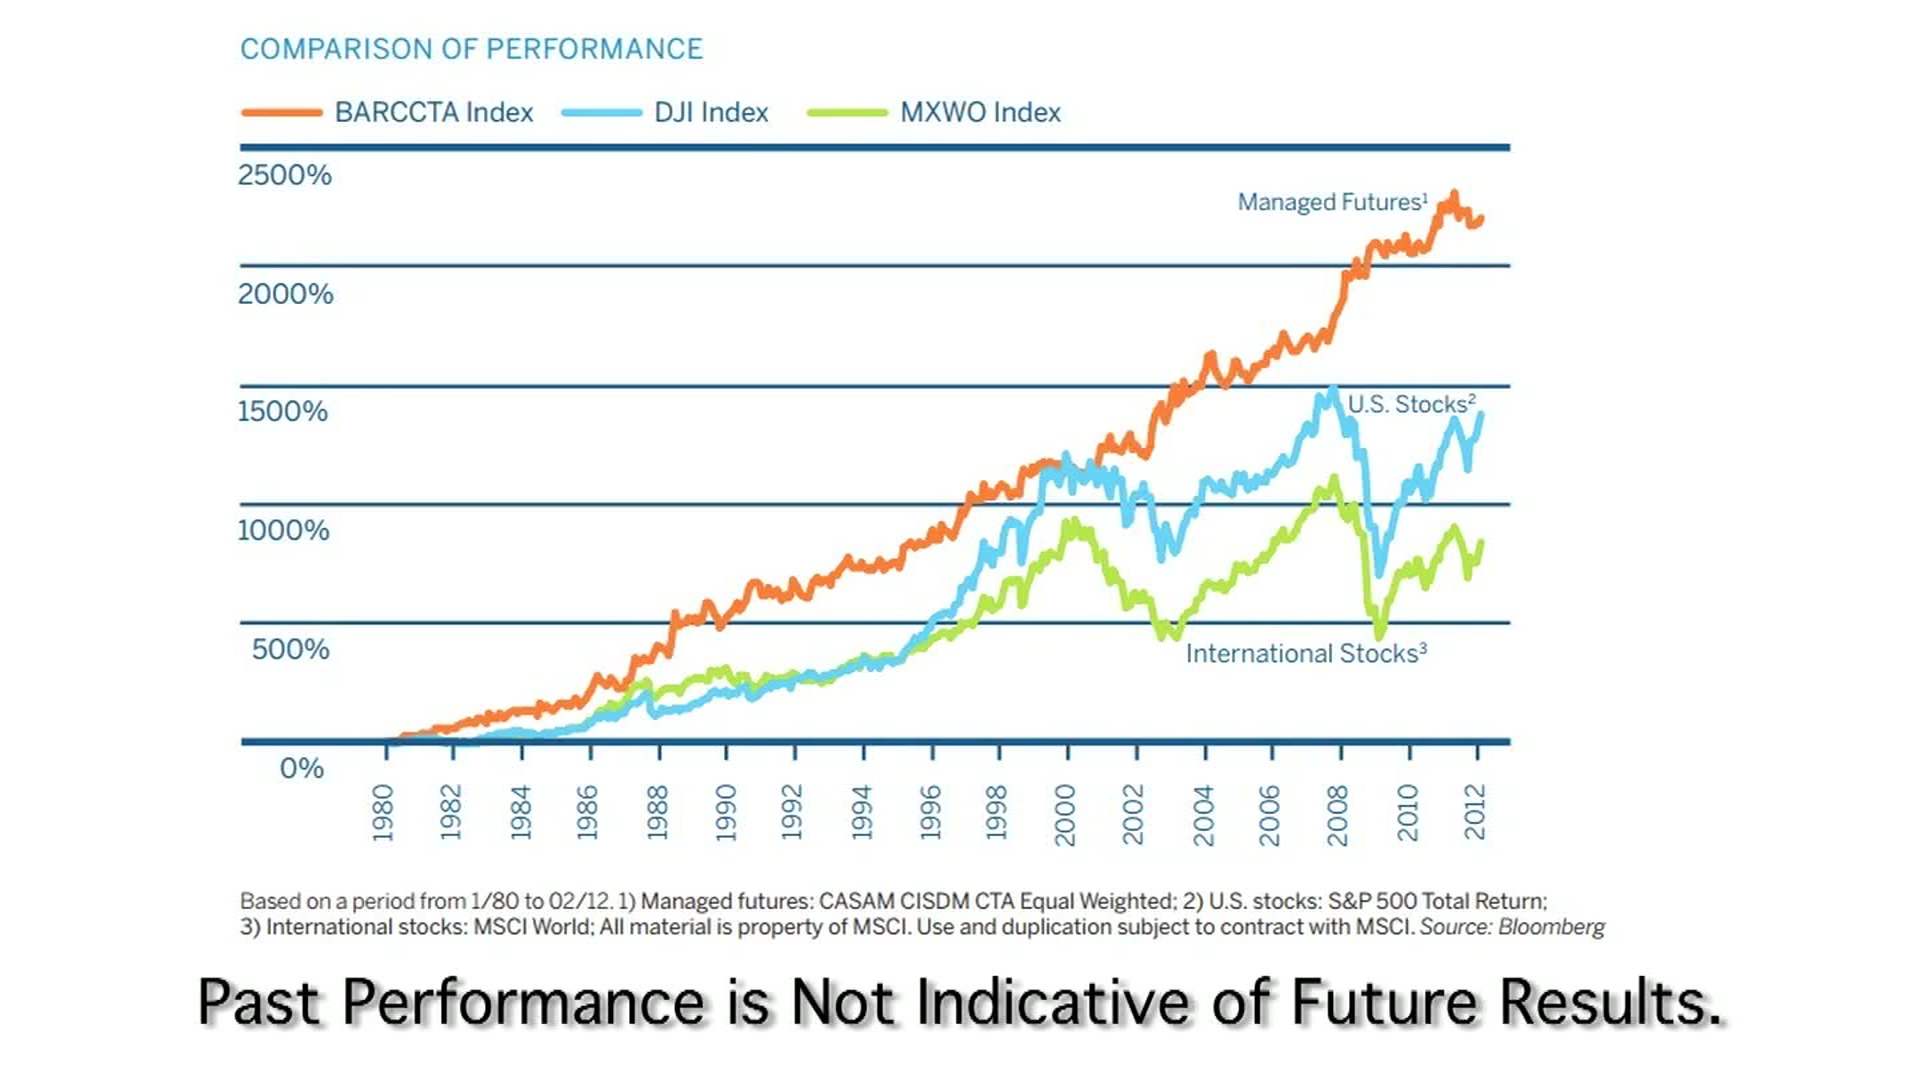 COMPARISON OF PERFORMANCE
BARCCTA Index DJI Index MXWO Index
2500%
Managed Futures¹
2000%
1500%
U.S. Stocks²
1000%
500%
International Stocks³
0%
1980 1982 1984 1986 1988 1990 1992 1994 1996 1998 2000 2002 2004 2006 2008 2010 2012
Based on a period from 1/80 to 02/12. 1) Managed futures: CASAM CISDM CTA Equal Weighted; 2) U.S. stocks: S&P 500 Total Return;
3) International stocks: MSCI World; All material is property of MSCI. Use and duplication subject to contract with MSCI. Source: Bloomberg
Past Performance is Not Indicative of Future Results.